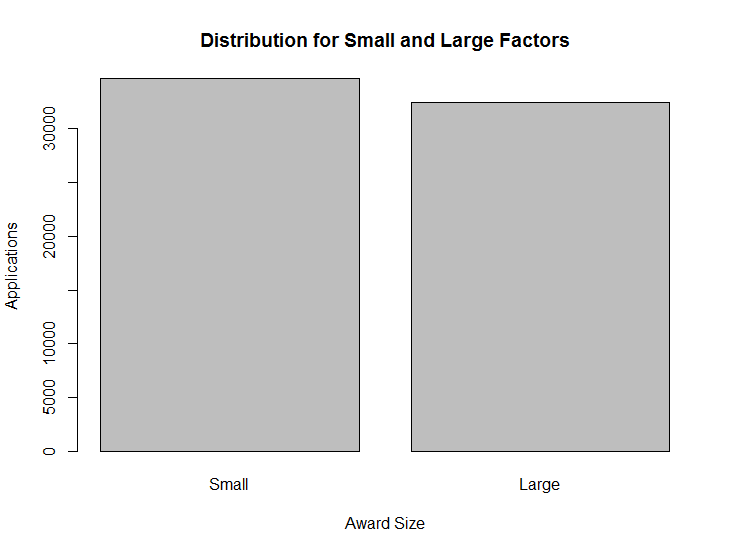 Distribution for Small and Large Factors
Applications
30000
20000
10000
5000
0
Small Large
Award Size